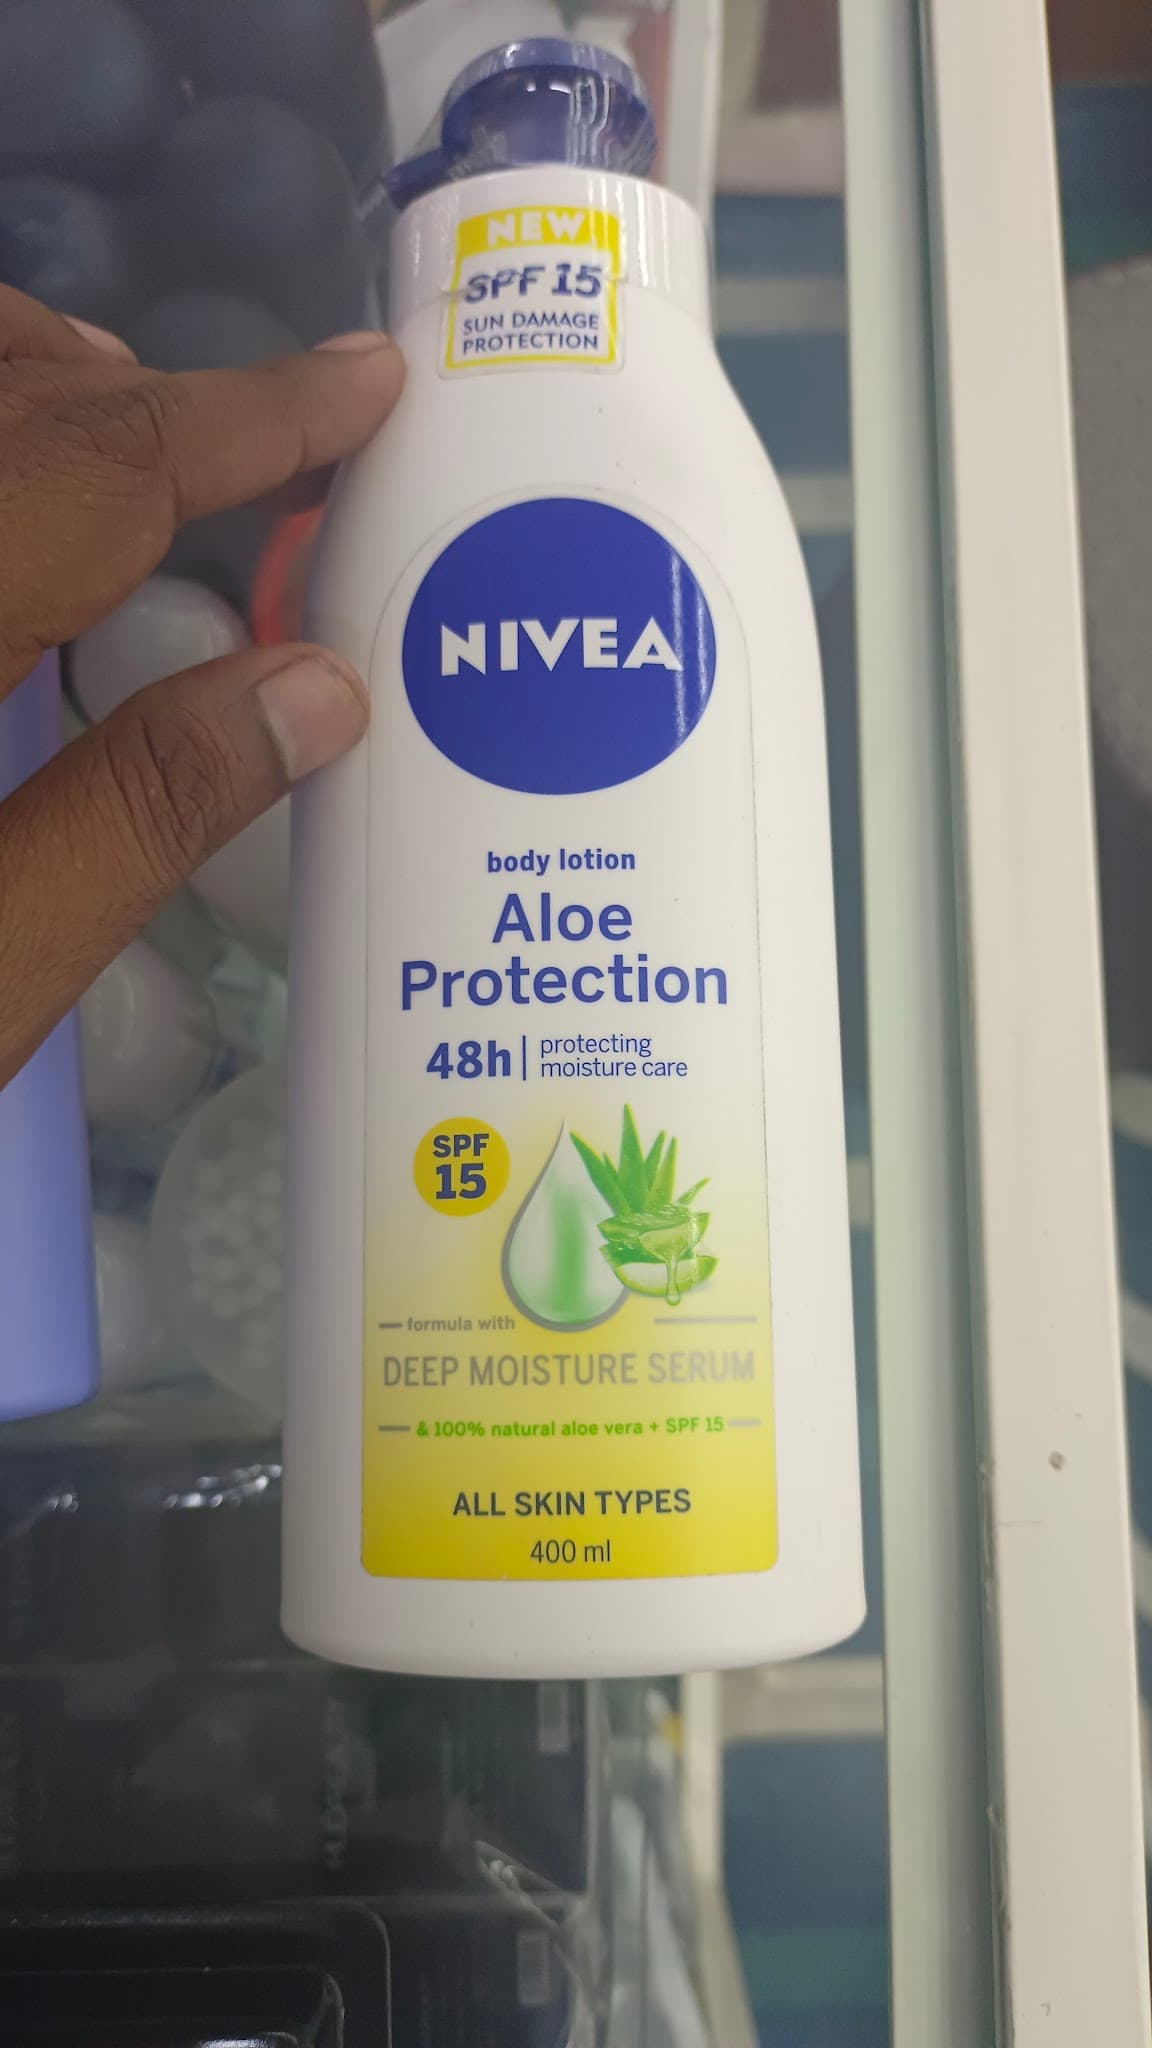 NEW
SPF 15
SUN DAMAGE
PROTECTION
NIVEA
body lotion
Aloe
Protection
48h protecting
moisture care
SPF
15
formula with
DEEP MOISTURE SERUM
& 100% natural aloe vera + SPF 15
ALL SKIN TYPES
400 ml